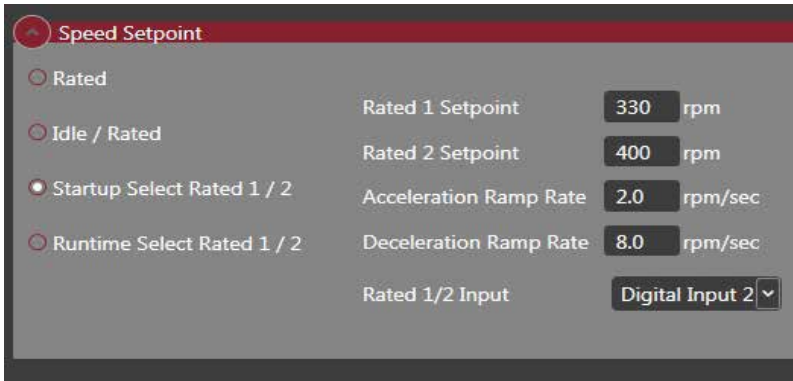 Speed Setpoint
Rated
Idle / Rated
Startup Select Rated 1 / 2
Runtime Select Rated 1 / 2
Rated 1 Setpoint 330 rpm
Rated 2 Setpoint 400 rpm
Acceleration Ramp Rate 2.0 rpm/sec
Deceleration Ramp Rate 8.0 rpm/sec
Rated 1/2 Input Digital Input 2